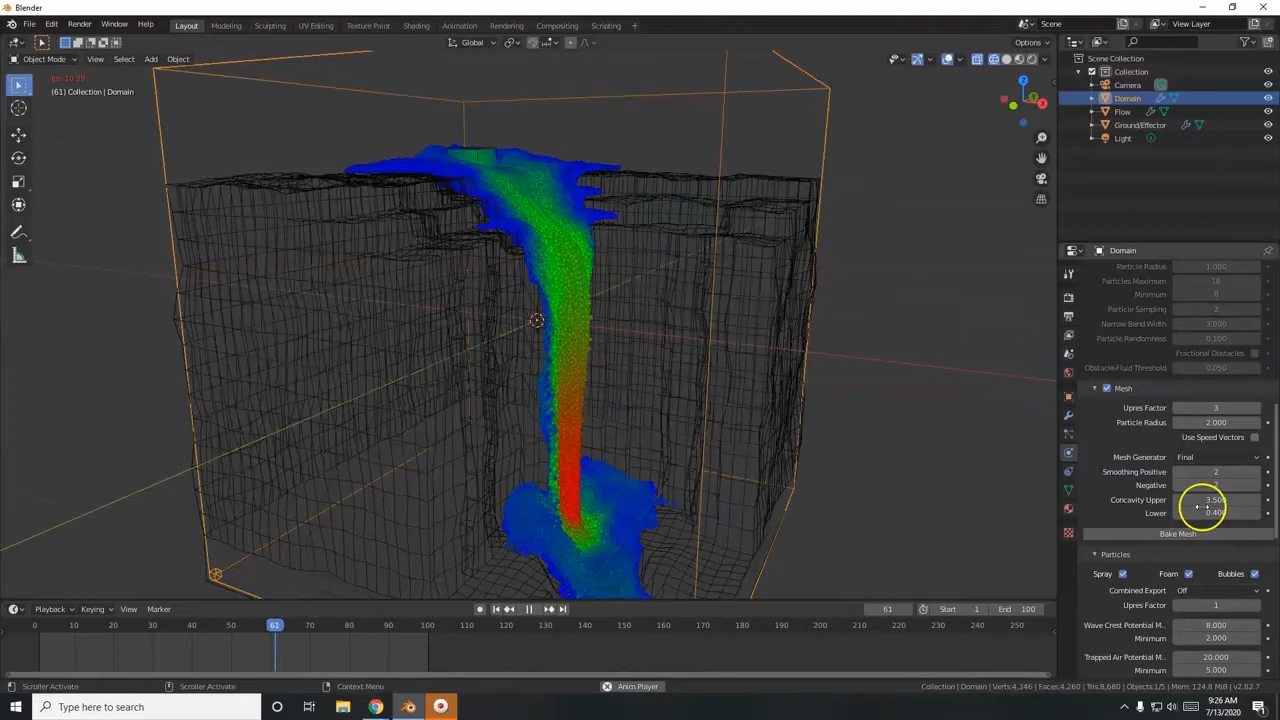 Blender
File Edit Render Window Help
Layout Modeling Sculpting UV Editing Texture Paint Shading Animation Rendering Compositing Scripting +
Scene View Layer
Global Options
Object Mode View Select Add Object
fps: 10.39
(61) Collection | Domain
X
Scene Collection
Collection
Camera
Domain
Flow
Ground/Effector
Light
Domain
Particle Radius 1.000
Particles Maximum 16
Minimum 8
Particle Sampling 2
Narrow Band Width 3.000
Particle Randomness 0.100
Fractional Obstacles
Obstacle-Fluid Threshold 0.050
Mesh
Upres Factor 3
Particle Radius 2.000
Use Speed Vectors
Mesh Generator Final
Smoothing Positive 2
Negative 2
Concavity Upper 3.500
Lower 0.400
Bake Mesh
Particles
Spray Foam Bubbles
Combined Export Off
Upres Factor 1
Wave Crest Potential M.. 8.000
Minimum 2.000
Trapped Air Potential M.. 20.000
Minimum 5.000
Playback Keying View Marker 61 Start 1 End 100
0 10 20 30 40 50 61 70 80 90 100 110 120 130 140 150 160 170 180 190 200 210 220 230 240 250
Scroller Activate Scroller Activate Context Menu Anim Player Collection | Domain | Verts:4,346 | Faces:4,260 | Tris:8,680 | Objects:1/5 | Mem: 124.8 MiB | v2.82.7
Type here to search
9:26 AM
7/13/2020